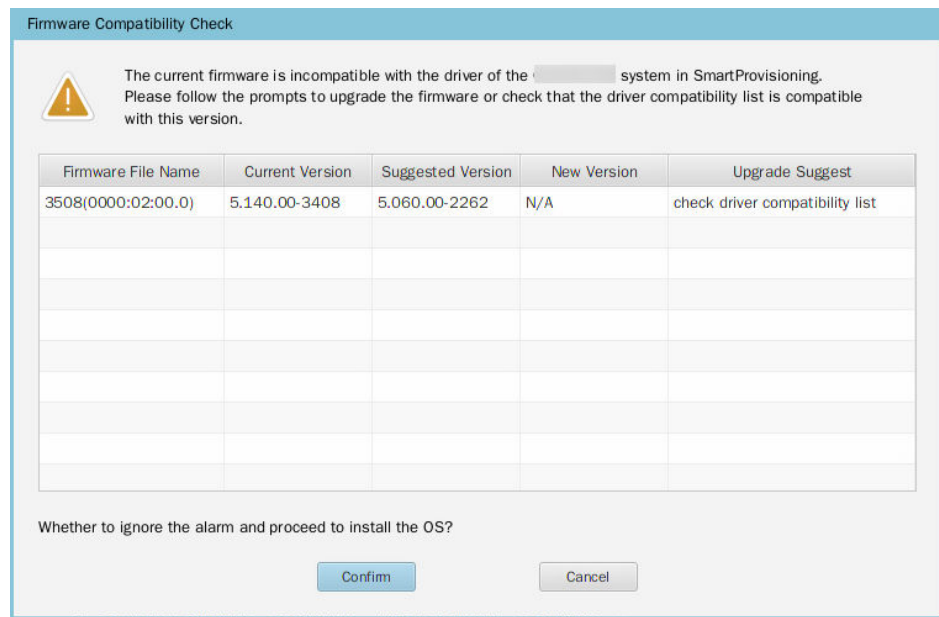 Firmware Compatibility Check
The current firmware is incompatible with the driver of the system in SmartProvisioning.
Please follow the prompts to upgrade the firmware or check that the driver compatibility list is compatible
with this version.
Firmware File Name Current Version Suggested Version New Version Upgrade Suggest
3508(0000:02:00.0) 5.140.00-3408 5.060.00-2262 N/A check driver compatibility list
Whether to ignore the alarm and proceed to install the OS?
Confirm Cancel